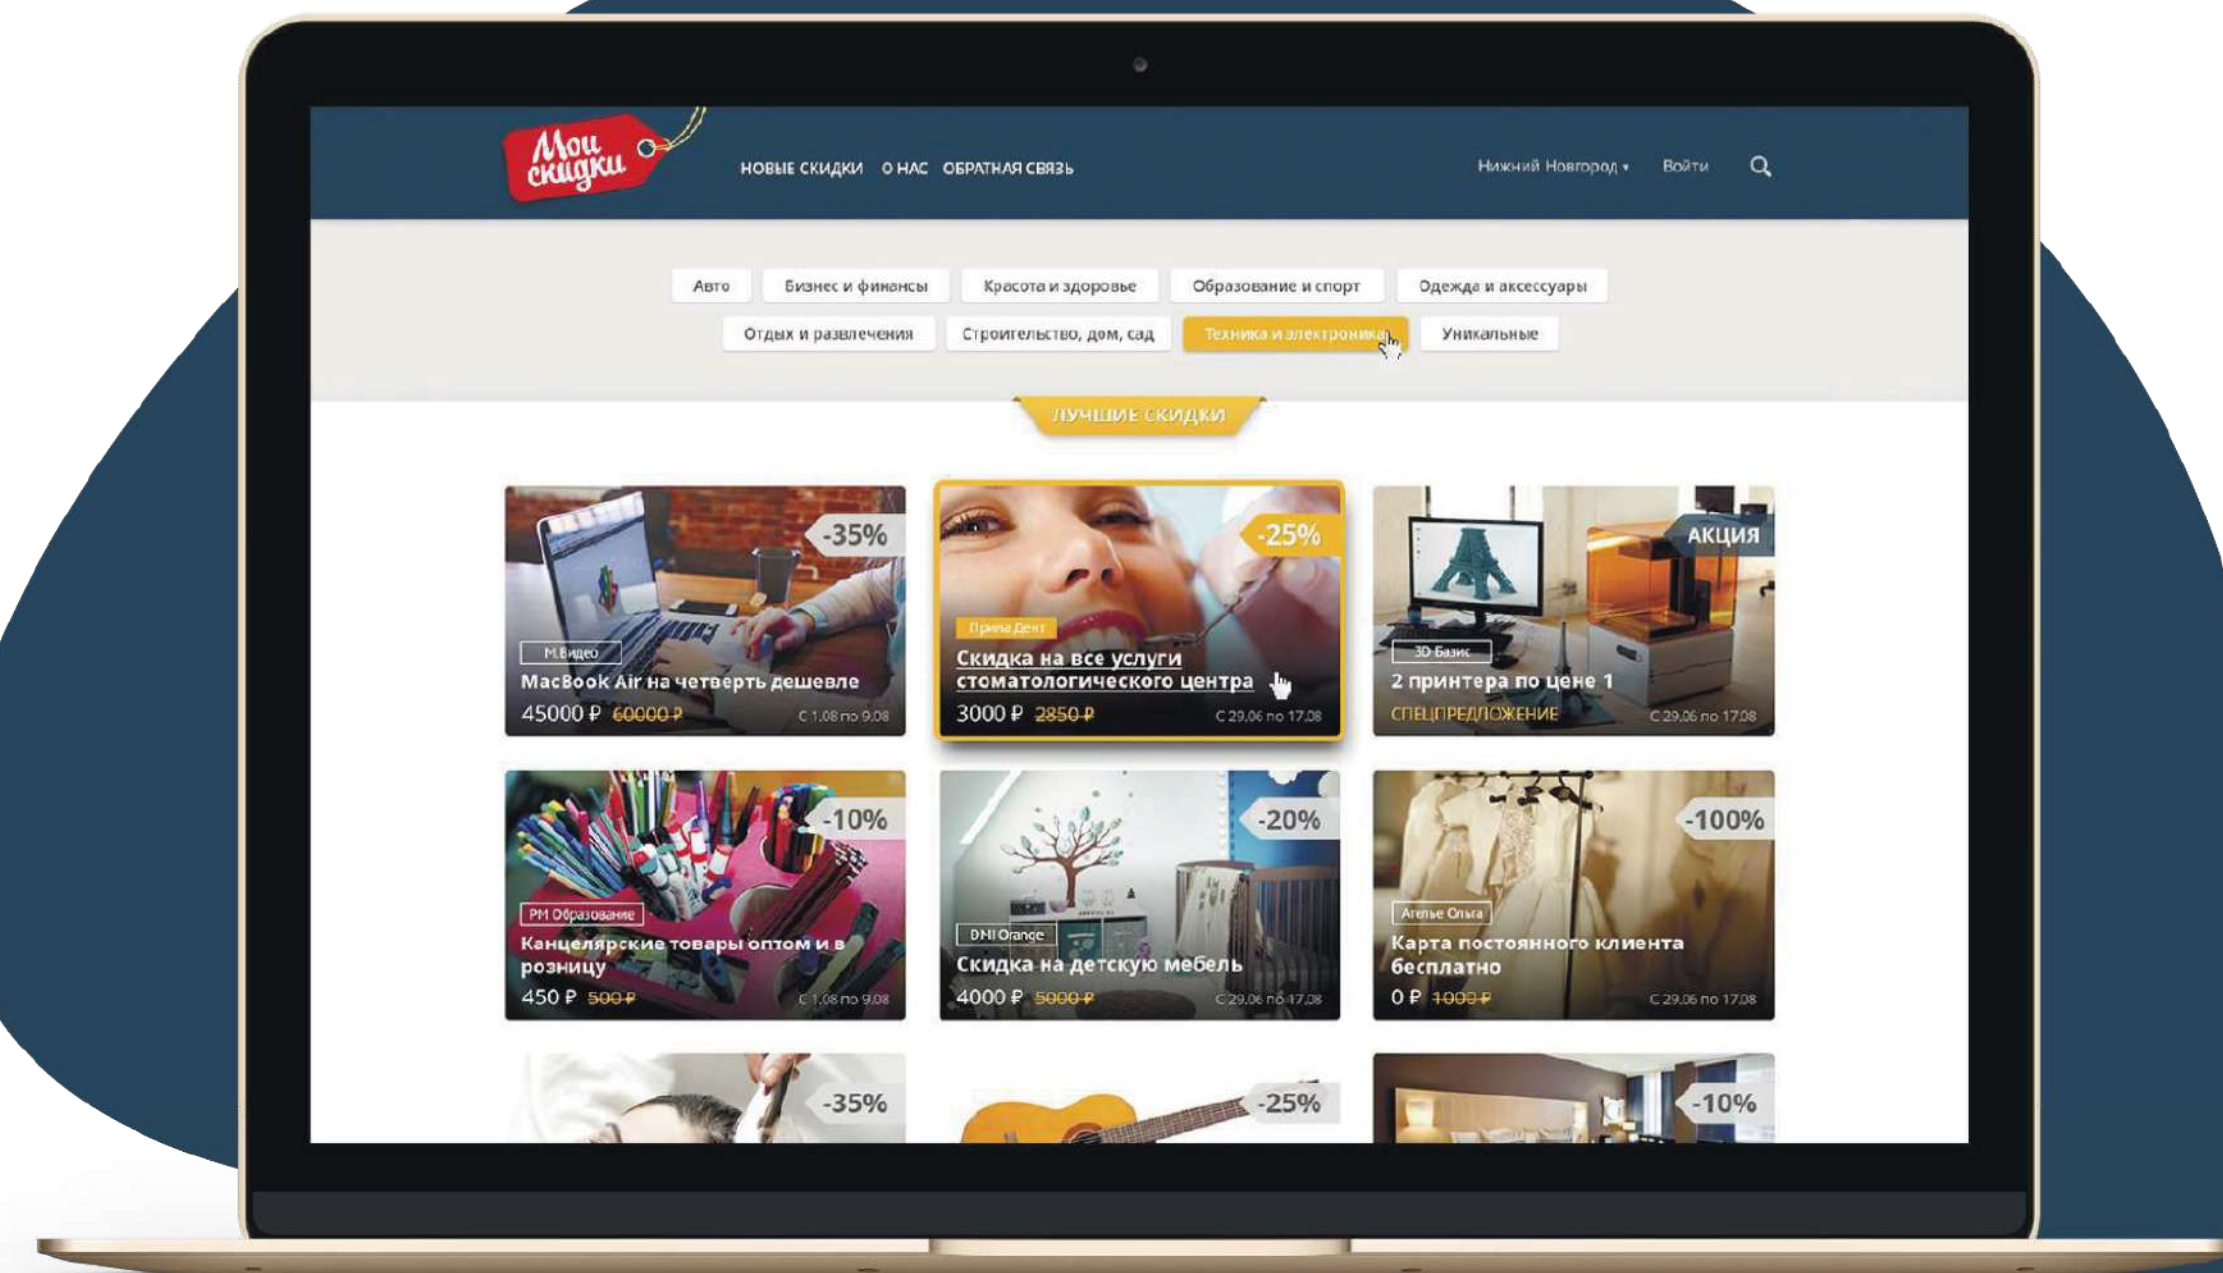 Мои
скидки
НОВЫЕ СКИДКИ О НАС ОБРАТНАЯ СВЯЗЬ
Нижний Новгород Войти
Авто Бизнес и финансы Красота и здоровье Образование и спорт Одежда и аксессуары
Отдых и развлечения Строительство, дом, сад Техника и электроника Уникальные
ЛУЧШИЕ СКИДКИ
-35%
М.Видео
MacBook Air на четверть дешевле
45000 ₽ 60000 ₽ С 1.08 по 9.08
-25%
Прима Дент
Скидка на все услуги
стоматологического центра
3000 ₽ 2850 ₽ С 29.06 по 17.08
АКЦИЯ
3D Базис
2 принтера по цене 1
СПЕЦПРЕДЛОЖЕНИЕ С 29.06 по 17.08
-10%
РМ Образование
Канцелярские товары оптом и в
розницу
450 ₽ 500 ₽ С 1.08 по 9.08
-20%
DMI Orange
Скидка на детскую мебель
4000 ₽ 5000 ₽ С 29.06 по 17.08
-100%
Ателье Ольга
Карта постоянного клиента
бесплатно
0 ₽ 1000 ₽ С 29.06 по 17.08
-35%
-25%
-10%